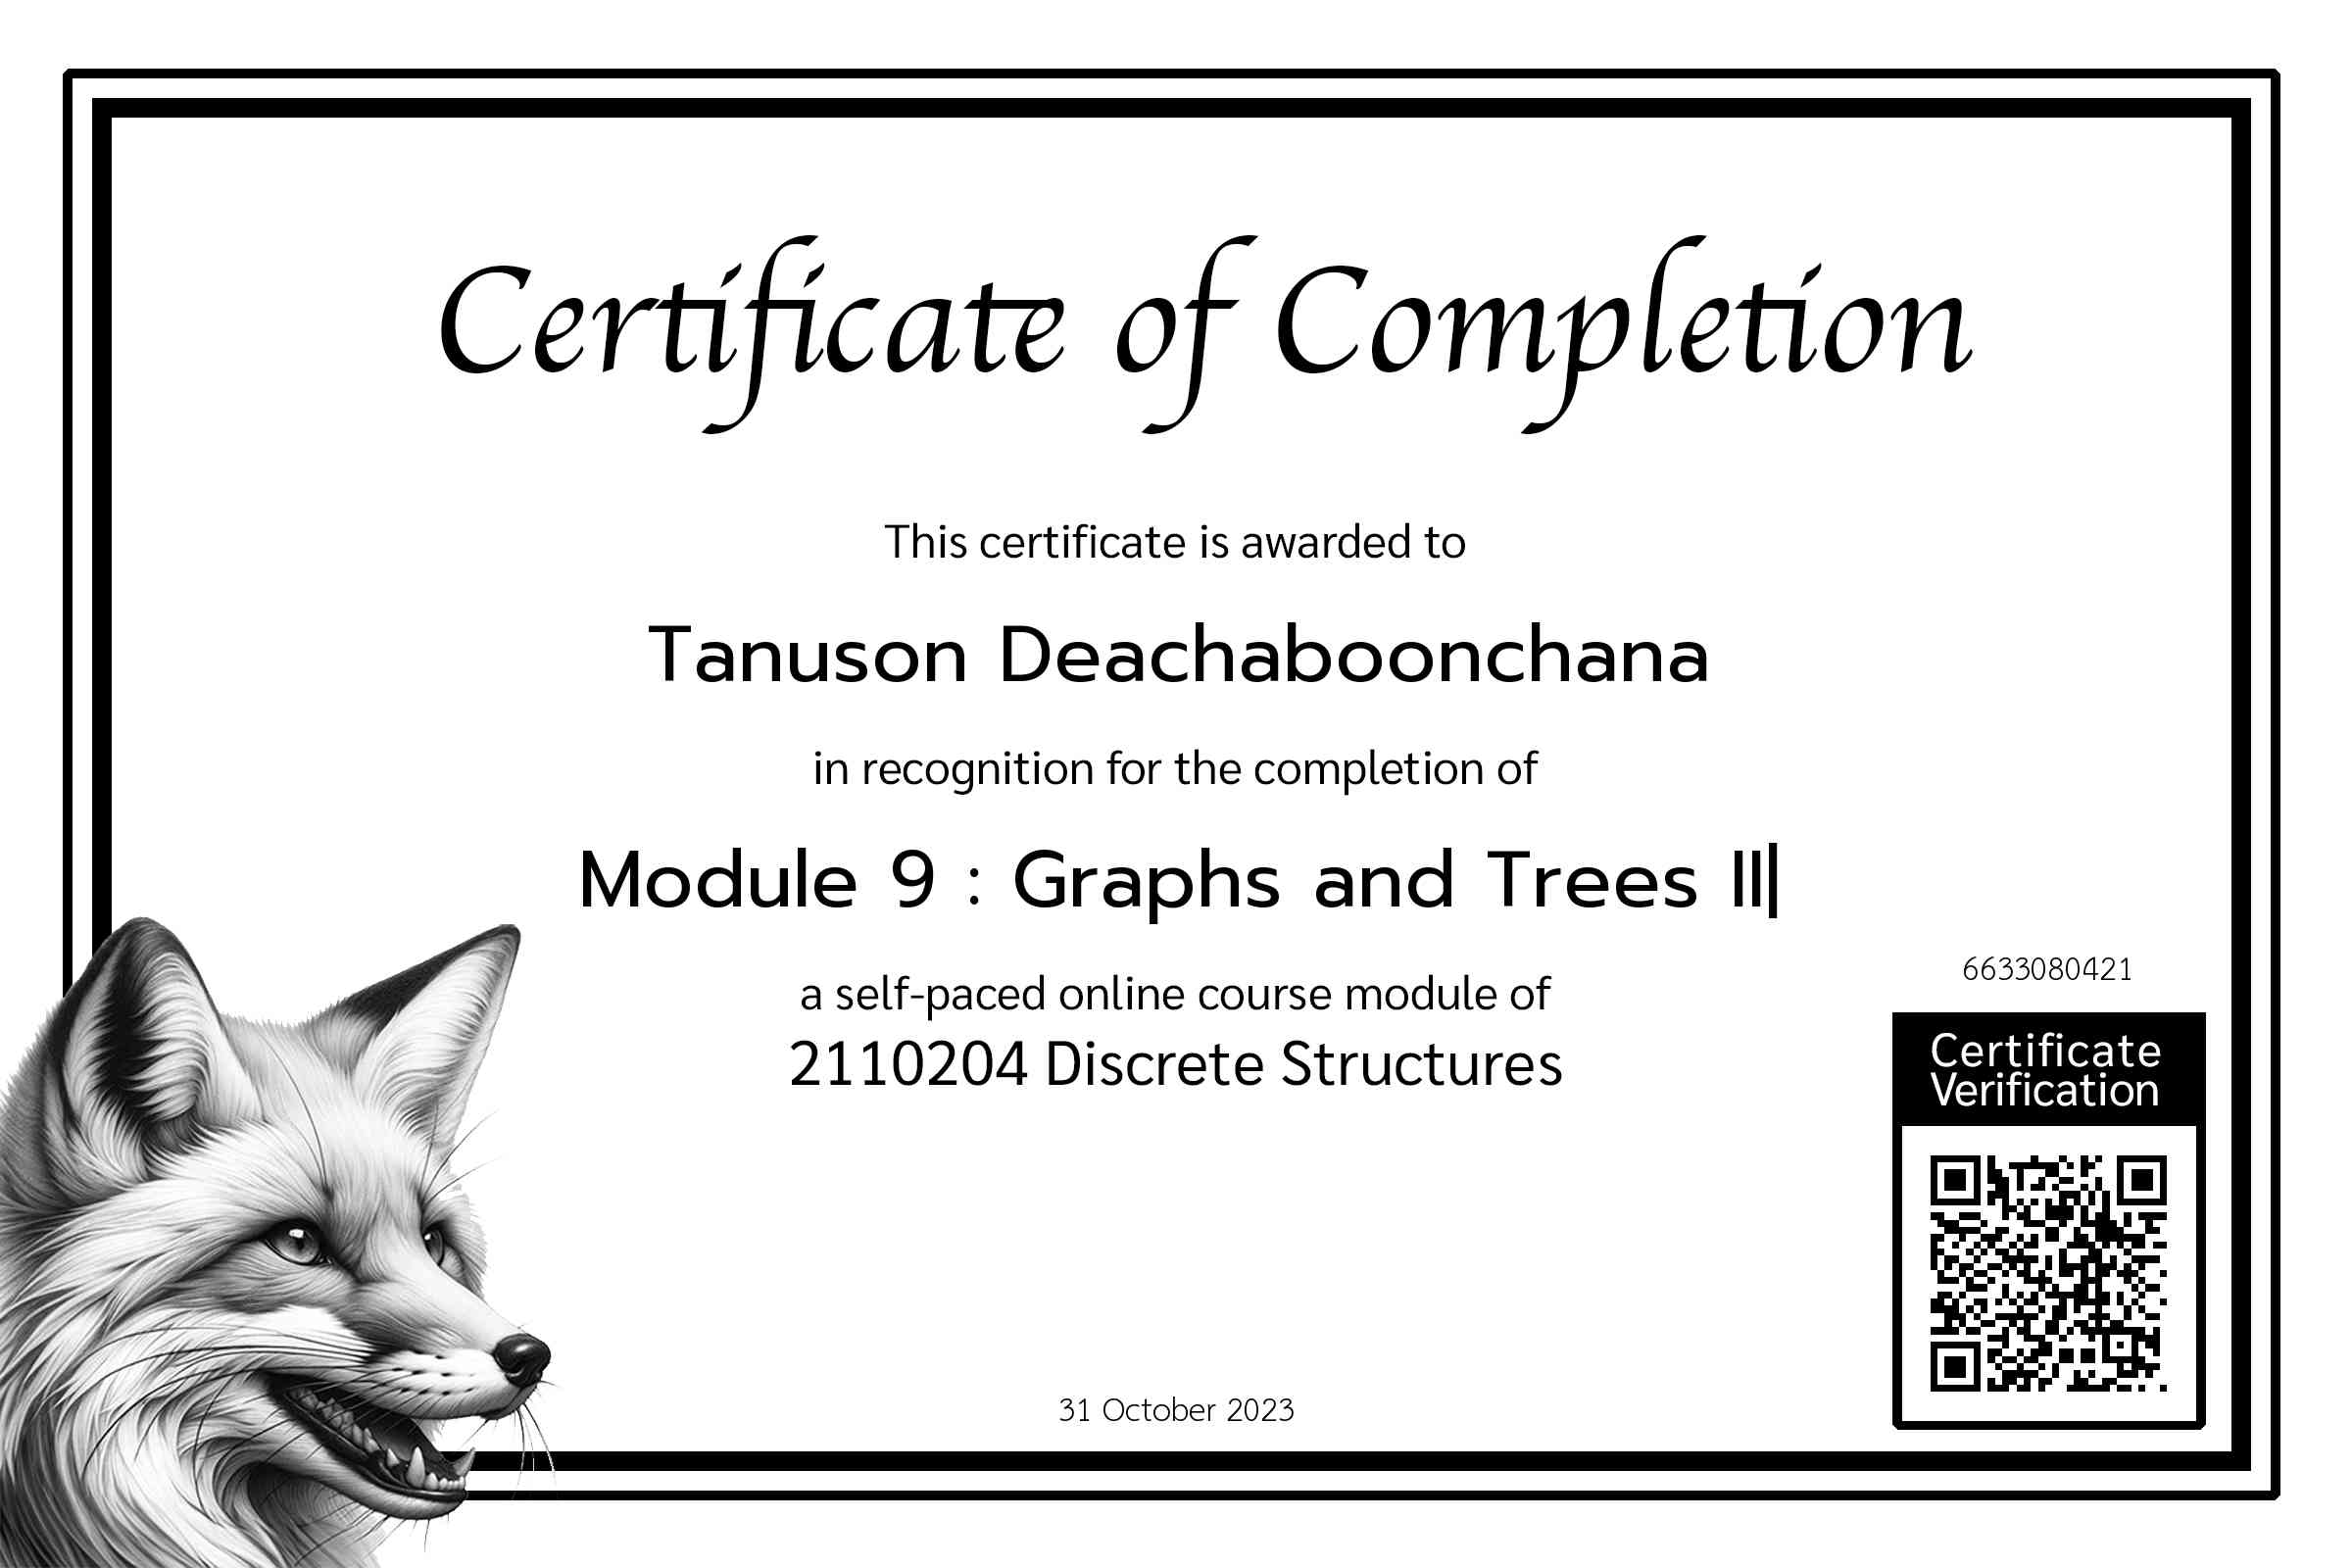 Certificate of Completion
This certificate is awarded to
Tanuson Deachaboonchana
in recognition for the completion of
Module 9 : Graphs and Trees II|
a self-paced online course module of
2110204 Discrete Structures
6633080421
Certificate
Verification
31 October 2023